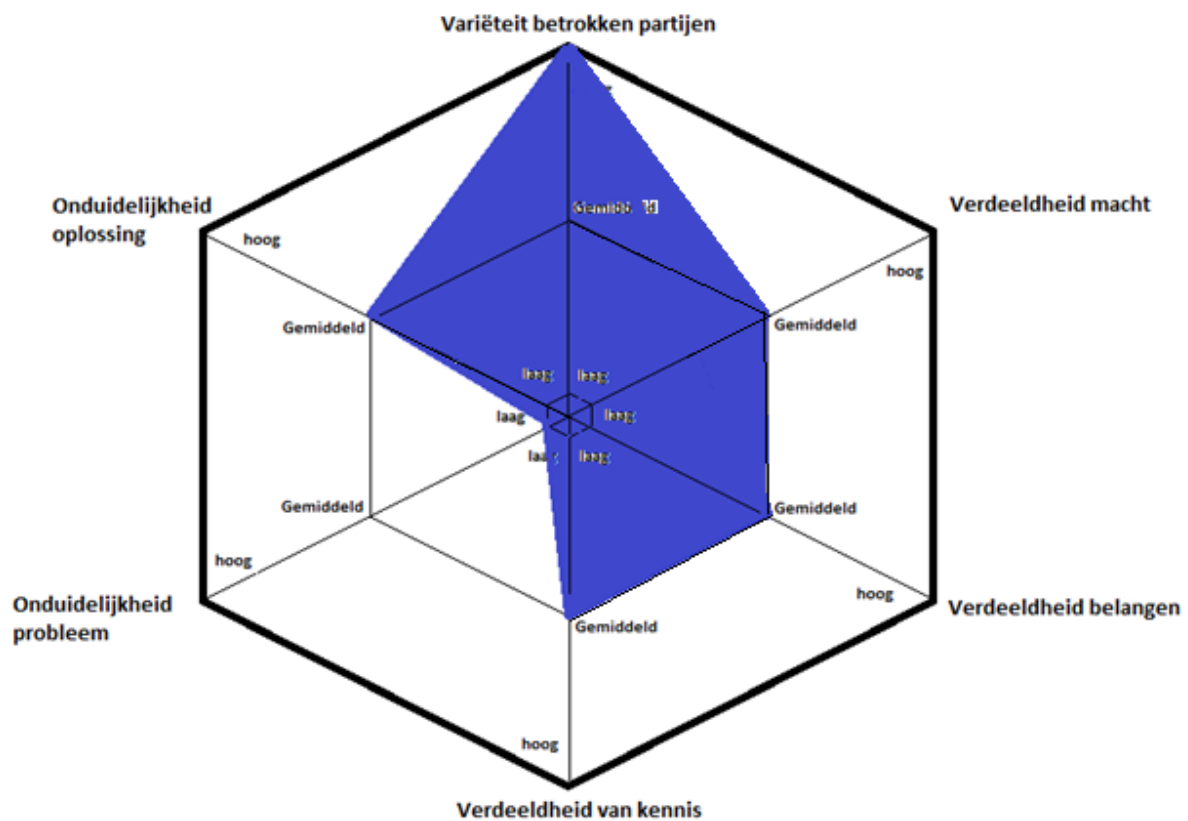 Variëteit betrokken partijen
Onduidelijkheid
oplossing
Verdeeldheid macht
hoog
hoog
Gemiddeld
Gemiddeld
laag
laag
laag
laag
laag
Gemiddeld
Gemiddeld
hoog
hoog
Onduidelijkheid
probleem
Verdeeldheid belangen
Gemiddeld
hoog
Verdeeldheid van kennis